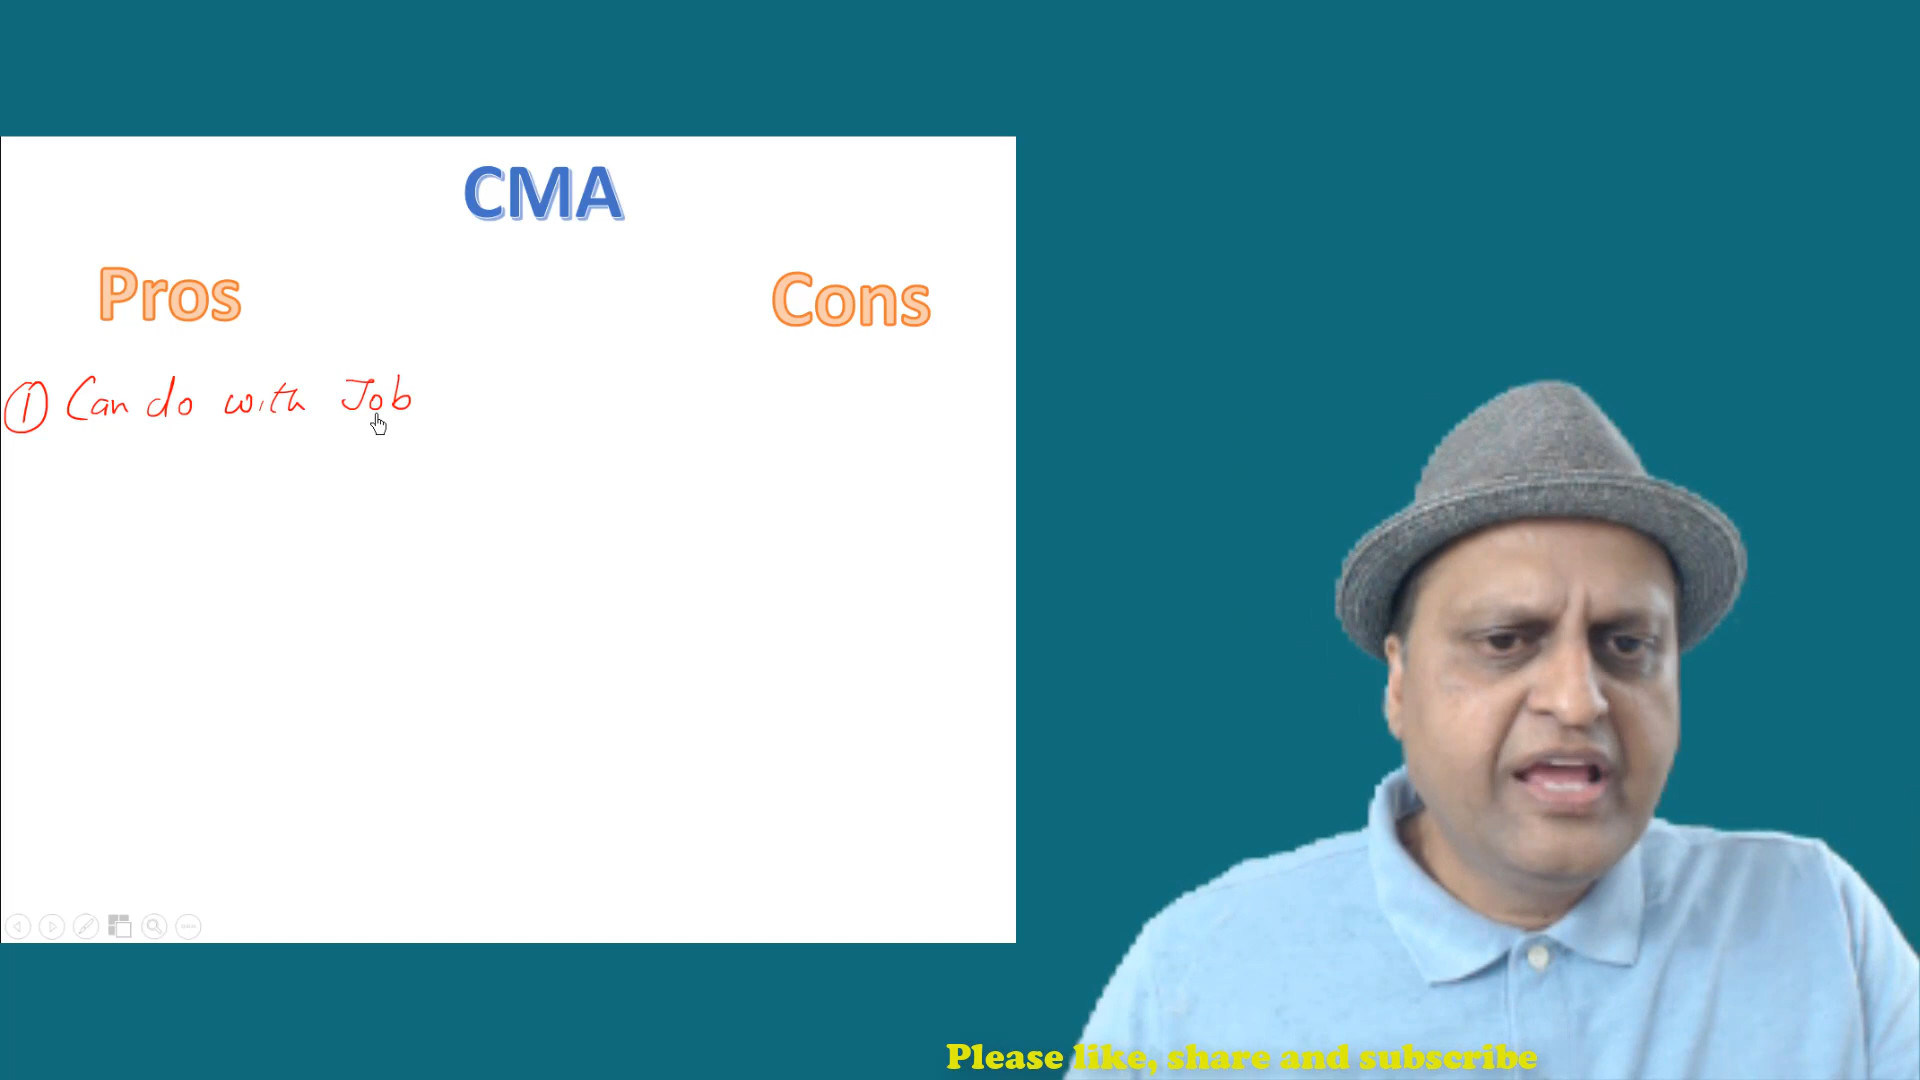 CMA
Pros
Cons
① Can do with Job
Please like, share and subscribe